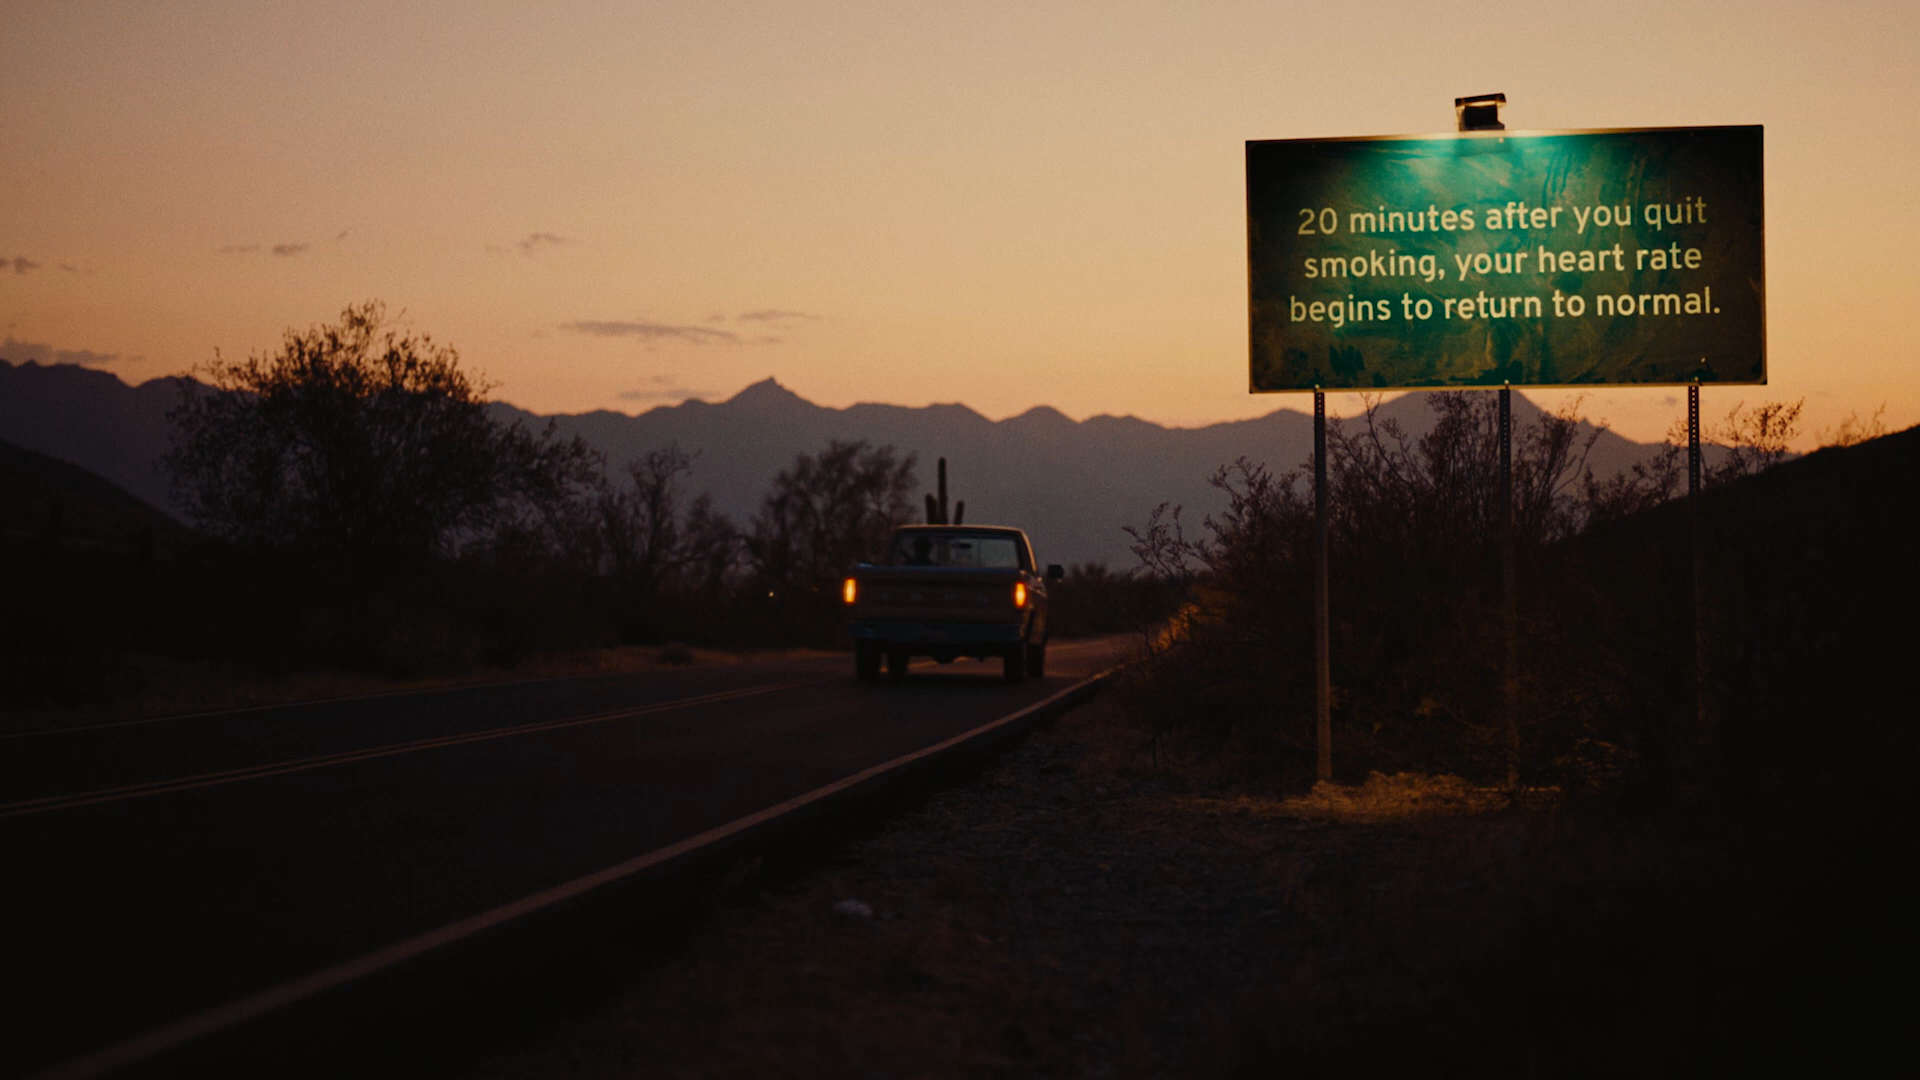 20 minutes after you quit
smoking, your heart rate
begins to return to normal.